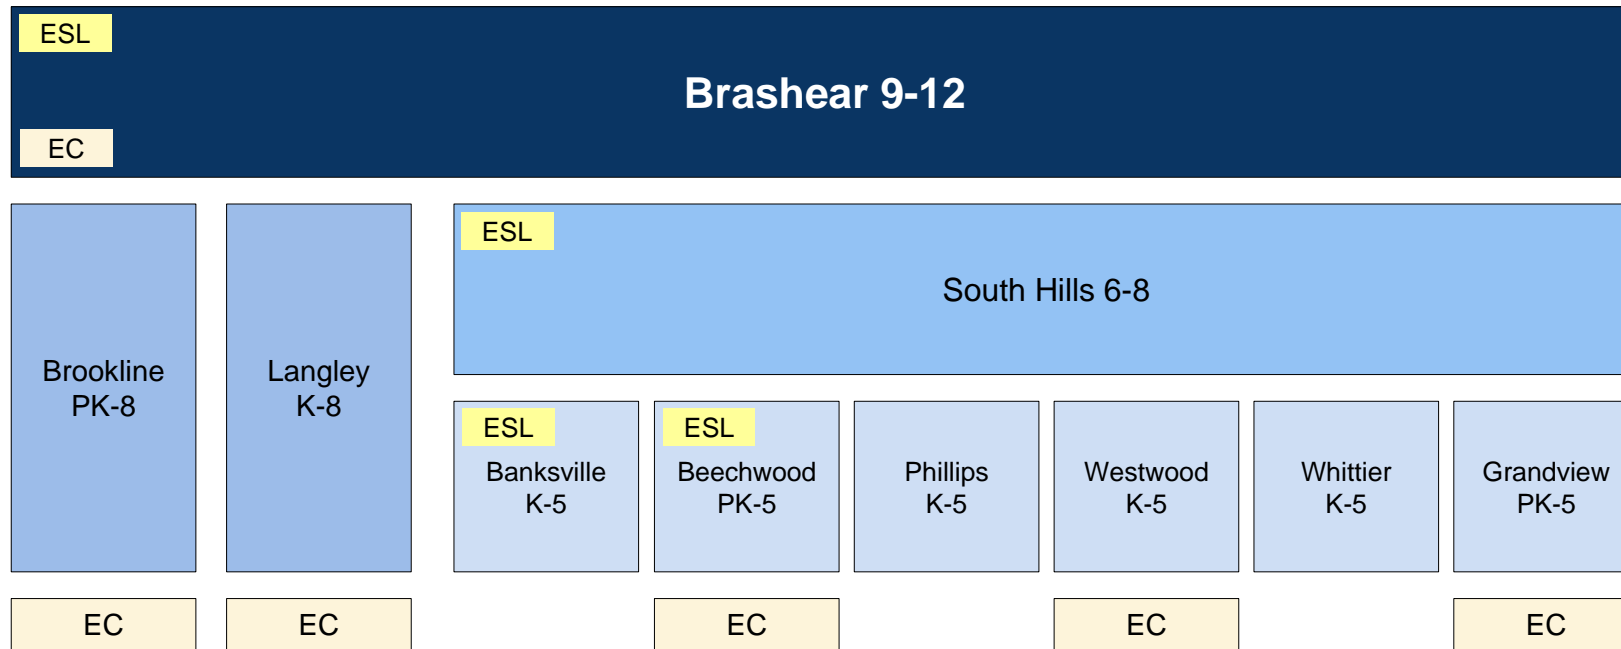 ESL
Brashear 9-12
EC
Brookline
PK-8
Langley
K-8
ESL
South Hills 6-8
ESL
Banksville
K-5
ESL
Beechwood
PK-5
Phillips
K-5
Westwood
K-5
Whittier
K-5
Grandview
PK-5
EC
EC
EC
EC
EC